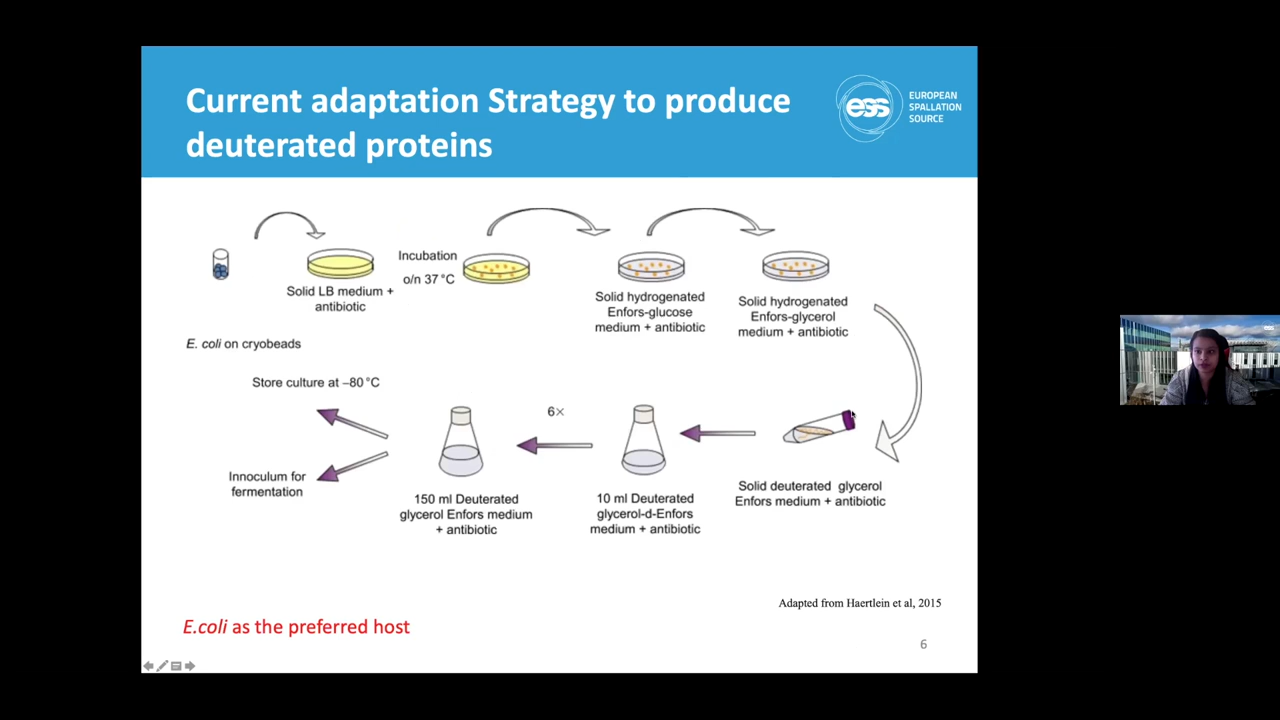 Current adaptation Strategy to produce
deuterated proteins
ess
EUROPEAN
SPALLATION
SOURCE
Solid LB medium +
antibiotic
Incubation
o/n 37 °C
Solid hydrogenated
Enfors-glucose
medium + antibiotic
Solid hydrogenated
Enfors-glycerol
medium + antibiotic
E. coli on cryobeads
Store culture at –80 °C
Innoculum for
fermentation
150 ml Deuterated
glycerol Enfors medium
+ antibiotic
6×
10 ml Deuterated
glycerol-d-Enfors
medium + antibiotic
Solid deuterated glycerol
Enfors medium + antibiotic
Adapted from Haertlein et al, 2015
E.coli as the preferred host
6
ess